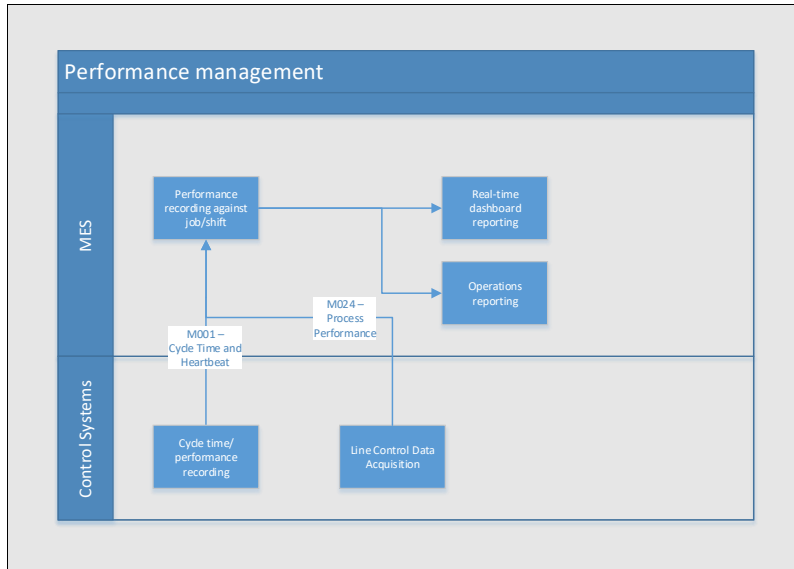 Performance management
MES
Performance
recording against
job/shift
Real-time
dashboard
reporting
Operations
reporting
M024 –
Process
Performance
M001 –
Cycle Time and
Heartbeat
Control Systems
Cycle time/
performance
recording
Line Control Data
Acquisition